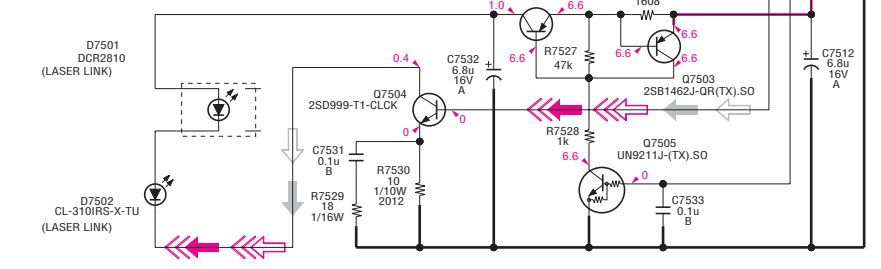 1608
1.0
6.6
6.6
6.6
6.6
D7501
DCR2810
(LASER LINK)
0.4
C7532
6.8u
16V
A
R7527
47k
C7512
6.8u
16V
A
Q7503
2SB1462J-QR(TX).SO
Q7504
2SD999-T1-CLCK
0
0
R7528
1k
Q7505
UN9211J-(TX).SO
6.6
0
C7531
0.1u
B
R7530
10
1/10W
2012
R7529
18
1/16W
C7533
0.1u
B
D7502
CL-310IRS-X-TU
(LASER LINK)